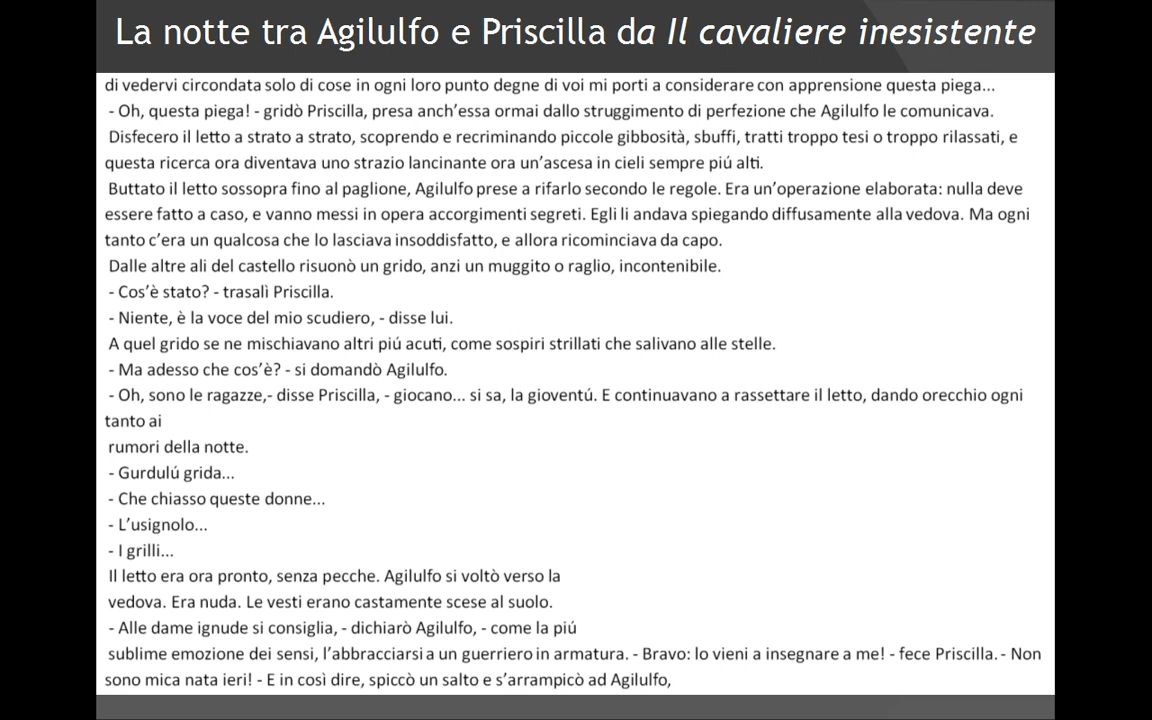 La notte tra Agilulfo e Priscilla da Il cavaliere inesistente
di vedervi circondata solo di cose in ogni loro punto degne di voi mi porti a considerare con apprensione questa piega...
- Oh, questa piega! - gridò Priscilla, presa anch'essa ormai dallo struggimento di perfezione che Agilulfo le comunicava.
Disfecero il letto a strato a strato, scoprendo e recriminando piccole gibbosità, sbuffi, tratti troppo tesi o troppo rilassati, e
questa ricerca ora diventava uno strazio lancinante ora un'ascesa in cieli sempre piú alti.
Buttato il letto sossopra fino al paglione, Agilulfo prese a rifarlo secondo le regole. Era un'operazione elaborata: nulla deve
essere fatto a caso, e vanno messi in opera accorgimenti segreti. Egli li andava spiegando diffusamente alla vedova. Ma ogni
tanto c'era un qualcosa che lo lasciava insoddisfatto, e allora ricominciava da capo.
Dalle altre ali del castello risuonò un grido, anzi un muggito o raglio, incontenibile.
- Cos'è stato? - trasalì Priscilla.
- Niente, è la voce del mio scudiero, - disse lui.
A quel grido se ne mischiavano altri piú acuti, come sospiri strillati che salivano alle stelle.
- Ma adesso che cos'è? - si domandò Agilulfo.
- Oh, sono le ragazze,- disse Priscilla, - giocano... si sa, la gioventú. E continuavano a rassettare il letto, dando orecchio ogni
tanto ai
rumori della notte.
- Gurdulú grida...
- Che chiasso queste donne...
- L'usignolo...
- I grilli...
Il letto era ora pronto, senza pecche. Agilulfo si voltò verso la
vedova. Era nuda. Le vesti erano castamente scese al suolo.
- Alle dame ignude si consiglia, - dichiarò Agilulfo, - come la piú
sublime emozione dei sensi, l'abbracciarsi a un guerriero in armatura. - Bravo: lo vieni a insegnare a me! - fece Priscilla. - Non
sono mica nata ieri! - E in così dire, spiccò un salto e s'arrampicò ad Agilulfo,